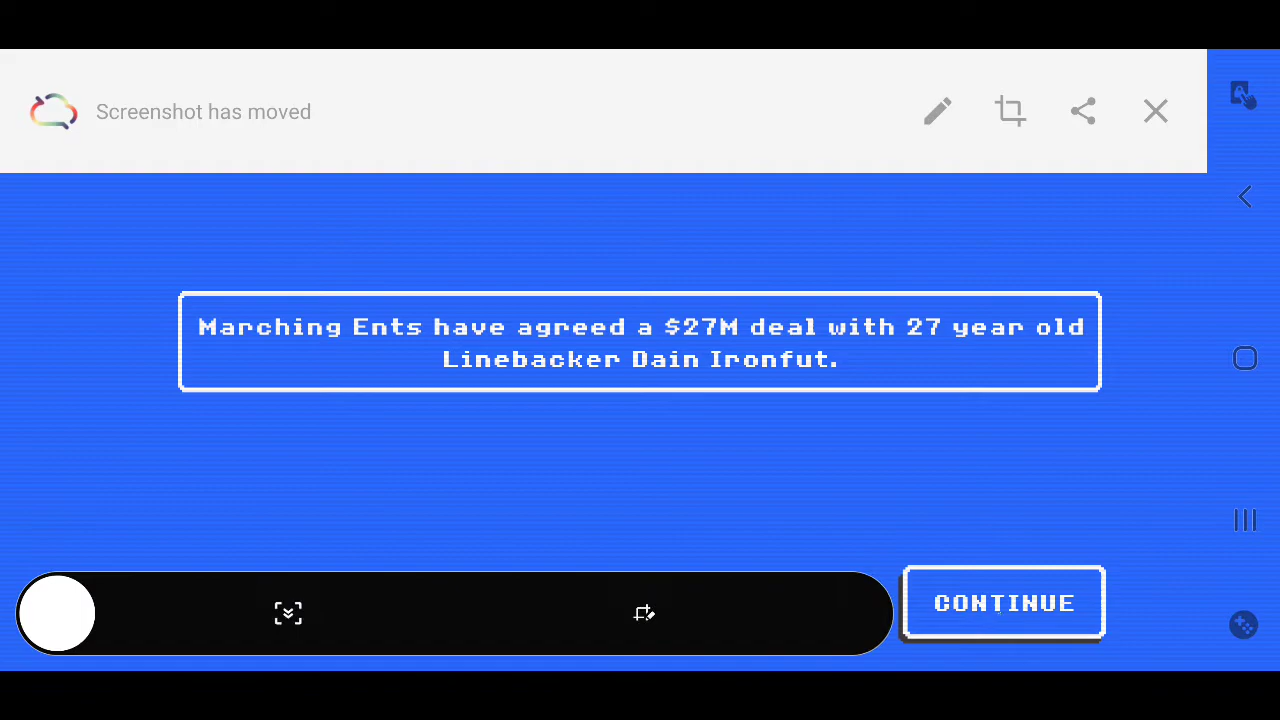 Screenshot has moved
Marching Ents have agreed a $27M deal with 27 year old
Linebacker Dain Ironfut.
CONTINUE